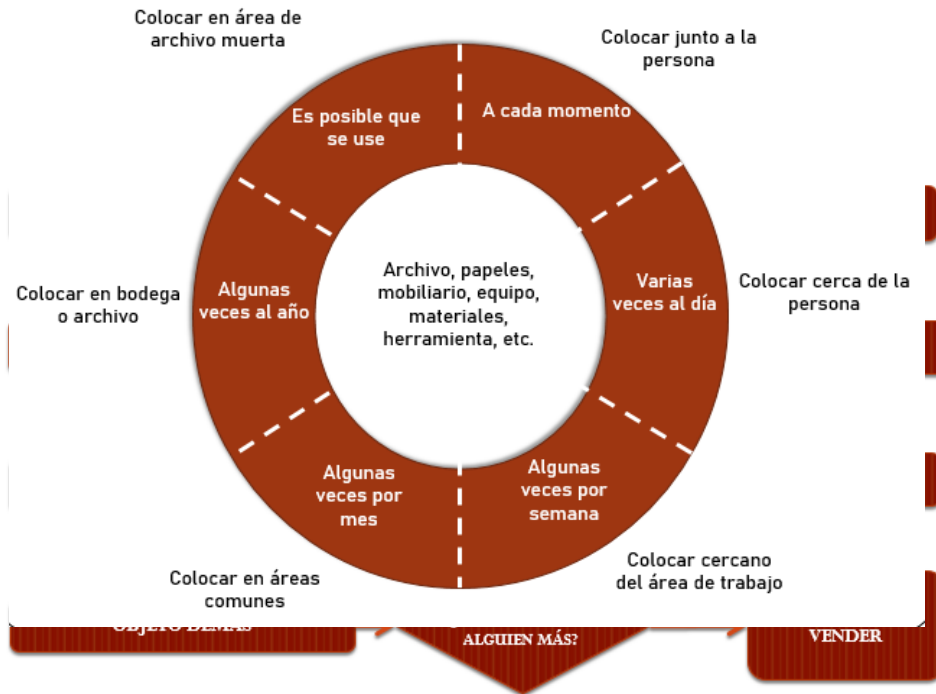 Colocar en área de
archivo muerta
Colocar junto a la
persona
Es posible que
se use
A cada momento
Archivo, papeles,
mobiliario, equipo,
materiales,
herramienta, etc.
Algunas
veces al año
Varias
veces al día
Colocar en bodega
o archivo
Colocar cerca de la
persona
Algunas
veces por
mes
Algunas
veces por
semana
Colocar en áreas
comunes
Colocar cercano
del área de trabajo
OBJETO DEMÁS
ALGUIEN MÁS?
VENDER